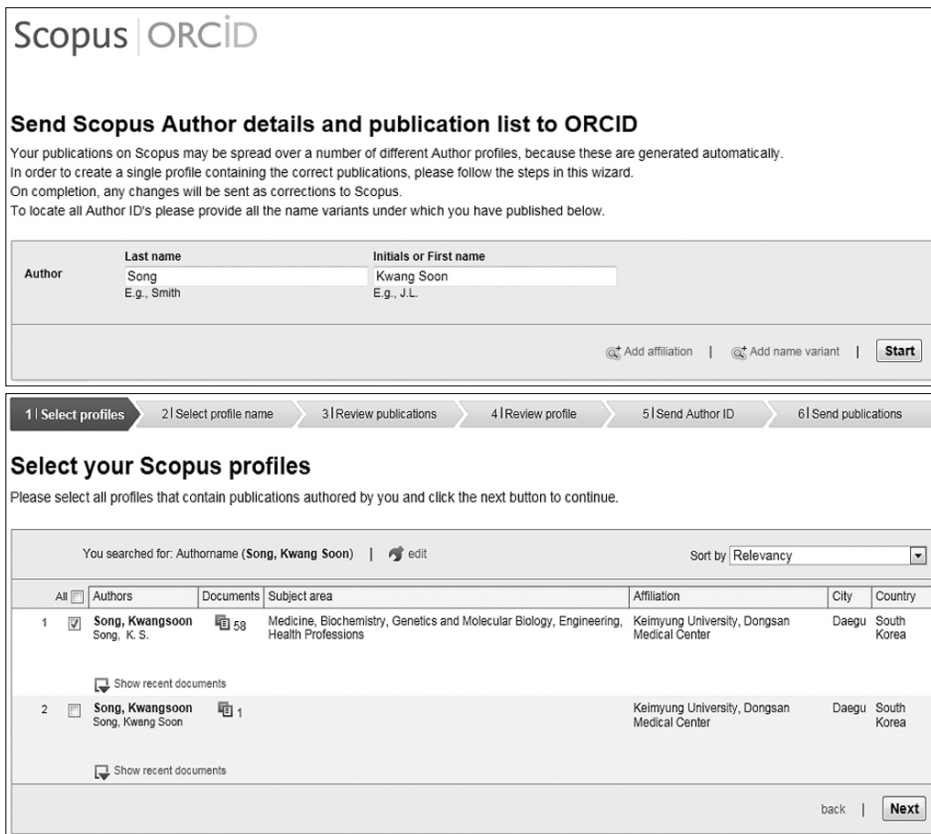 Scopus | ORCiD
Send Scopus Author details and publication list to ORCID
Your publications on Scopus may be spread over a number of different Author profiles, because these are generated automatically.
In order to create a single profile containing the correct publications, please follow the steps in this wizard.
On completion, any changes will be sent as corrections to Scopus.
To locate all Author ID's please provide all the name variants under which you have published below.
Last name Initials or First name
Author Song Kwang Soon
E.g., Smith E.g., J.L.
Add affiliation | Add name variant | Start
1 | Select profiles 2 | Select profile name 3 | Review publications 4 | Review profile 5 | Send Author ID 6 | Send publications
Select your Scopus profiles
Please select all profiles that contain publications authored by you and click the next button to continue.
You searched for: Authorname (Song, Kwang Soon) | edit Sort by Relevancy
All Authors Documents Subject area Affiliation City Country
1 Song, Kwangsoon 58 Medicine, Biochemistry, Genetics and Molecular Biology, Engineering, Keimyung University, Dongsan Daegu South
Song, K. S. Health Professions Medical Center Korea
Show recent documents
2 Song, Kwangsoon 1 Keimyung University, Dongsan Daegu South
Song, Kwang Soon Medical Center Korea
Show recent documents
back | Next